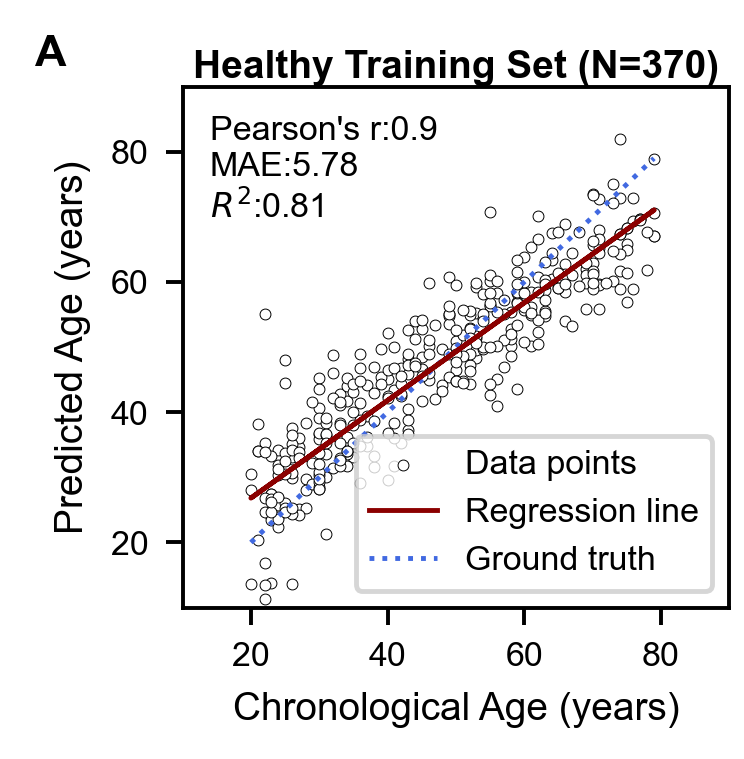 A
Healthy Training Set (N=370)
Pearson's r:0.9
MAE:5.78
R²:0.81
80
60
40
20
Predicted Age (years)
Data points
Regression line
Ground truth
20 40 60 80
Chronological Age (years)